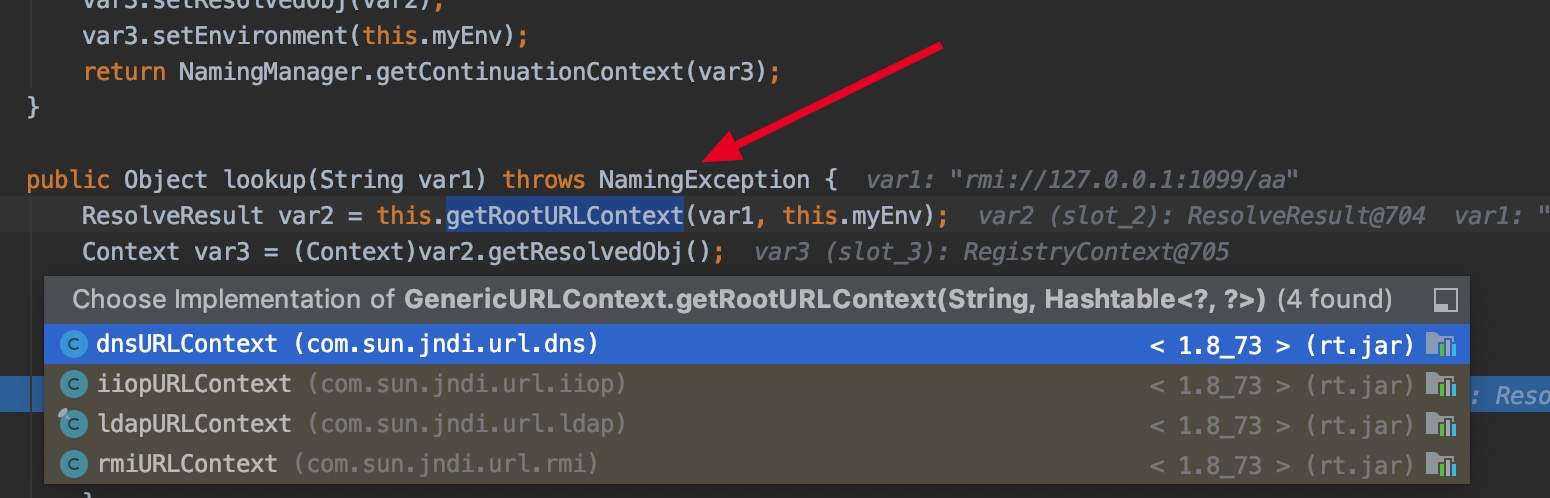 var3.setResolvedObj(var2);
var3.setEnvironment(this.myEnv);
return NamingManager.getContinuationContext(var3);
}
public Object lookup(String var1) throws NamingException { var1: "rmi://127.0.0.1:1099/aa"
ResolveResult var2 = this.getRootURLContext(var1, this.myEnv); var2 (slot_2): ResolveResult@704 var1: "
Context var3 = (Context)var2.getResolvedObj(); var3 (slot_3): RegistryContext@705
Choose Implementation of GenericURLContext.getRootURLContext(String, Hashtable<?, ?>) (4 found)
C dnsURLContext (com.sun.jndi.url.dns) < 1.8_73 > (rt.jar)
C iiopURLContext (com.sun.jndi.url.iiop) < 1.8_73 > (rt.jar)
C ldapURLContext (com.sun.jndi.url.ldap) < 1.8_73 > (rt.jar)
: Reso
C rmiURLContext (com.sun.jndi.url.rmi) < 1.8_73 > (rt.jar)
}